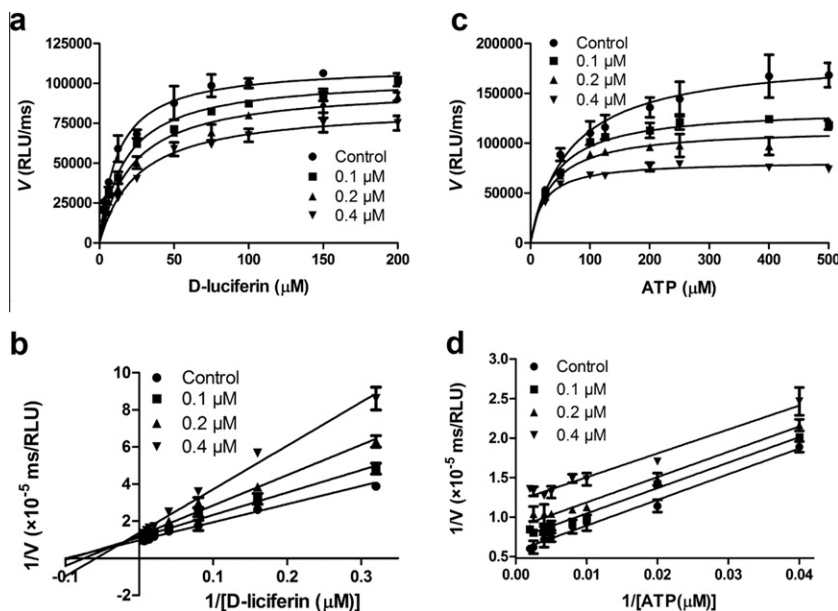 a
125000
100000
75000
50000
25000
0
V (RLU/ms)
0 50 100 150 200
D-luciferin (μM)
Control
0.1 μM
0.2 μM
0.4 μM
c
200000
150000
100000
50000
0
V (RLU/ms)
0 100 200 300 400 500
ATP (μM)
Control
0.1 μM
0.2 μM
0.4 μM
b
10
8
6
4
2
-2
1/V (×10⁻⁵ ms/RLU)
-0.1 0.1 0.2 0.3
1/[D-liciferin (μM)]
Control
0.1 μM
0.2 μM
0.4 μM
d
3.0
2.5
2.0
1.5
1.0
0.5
1/V (×10⁻⁵ ms/RLU)
0.00 0.01 0.02 0.03 0.04
1/[ATP(μM)]
Control
0.1 μM
0.2 μM
0.4 μM